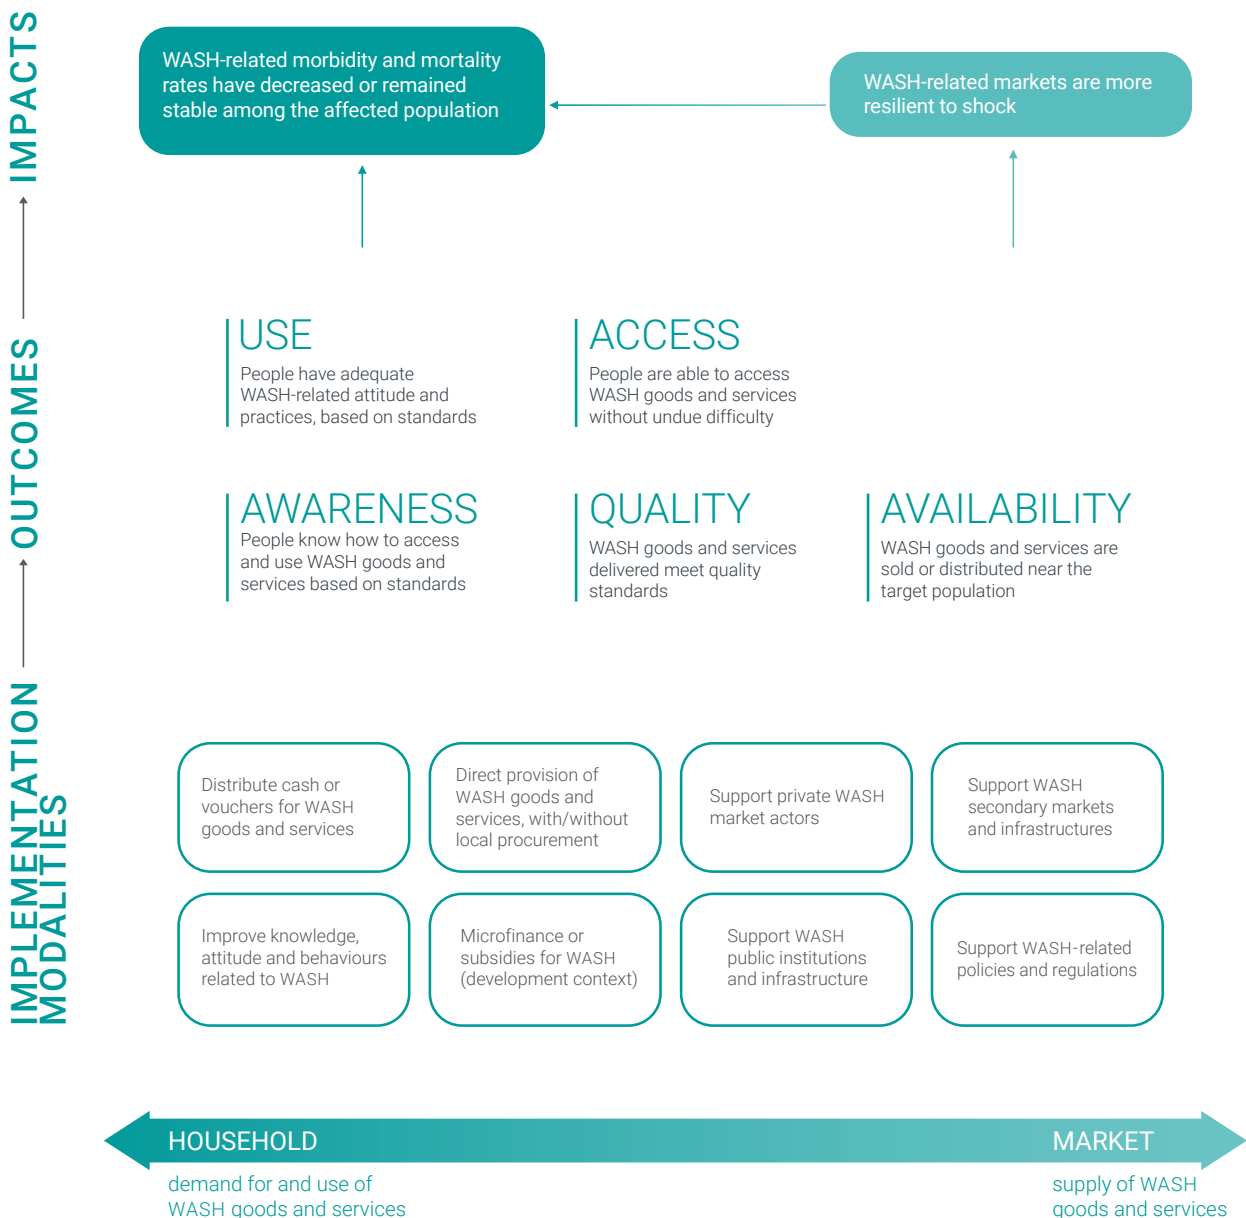 IMPACTS
WASH-related morbidity and mortality
rates have decreased or remained
stable among the affected population
WASH-related markets are more
resilient to shock
OUTCOMES
USE
People have adequate
WASH-related attitude and
practices, based on standards
ACCESS
People are able to access
WASH goods and services
without undue difficulty
AWARENESS
People know how to access
and use WASH goods and
services based on standards
QUALITY
WASH goods and services
delivered meet quality
standards
AVAILABILITY
WASH goods and services are
sold or distributed near the
target population
IMPLEMENTATION
MODALITIES
Distribute cash or
vouchers for WASH
goods and services
Direct provision of
WASH goods and
services, with/without
local procurement
Support private WASH
market actors
Support WASH
secondary markets
and infrastructures
Improve knowledge,
attitude and behaviours
related to WASH
Microfinance or
subsidies for WASH
(development context)
Support WASH
public institutions
and infrastructure
Support WASH-related
policies and regulations
HOUSEHOLD
demand for and use of
WASH goods and services
MARKET
supply of WASH
goods and services